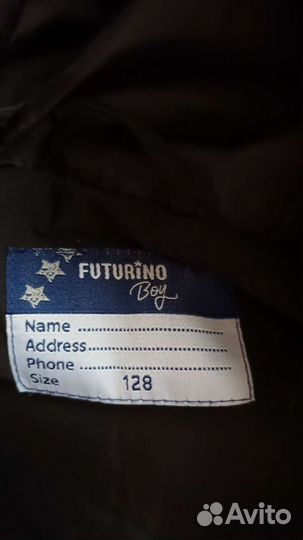 FUTURINO
Boy
Name ..........................
Address ......................
Phone ........................
Size 128
Avito